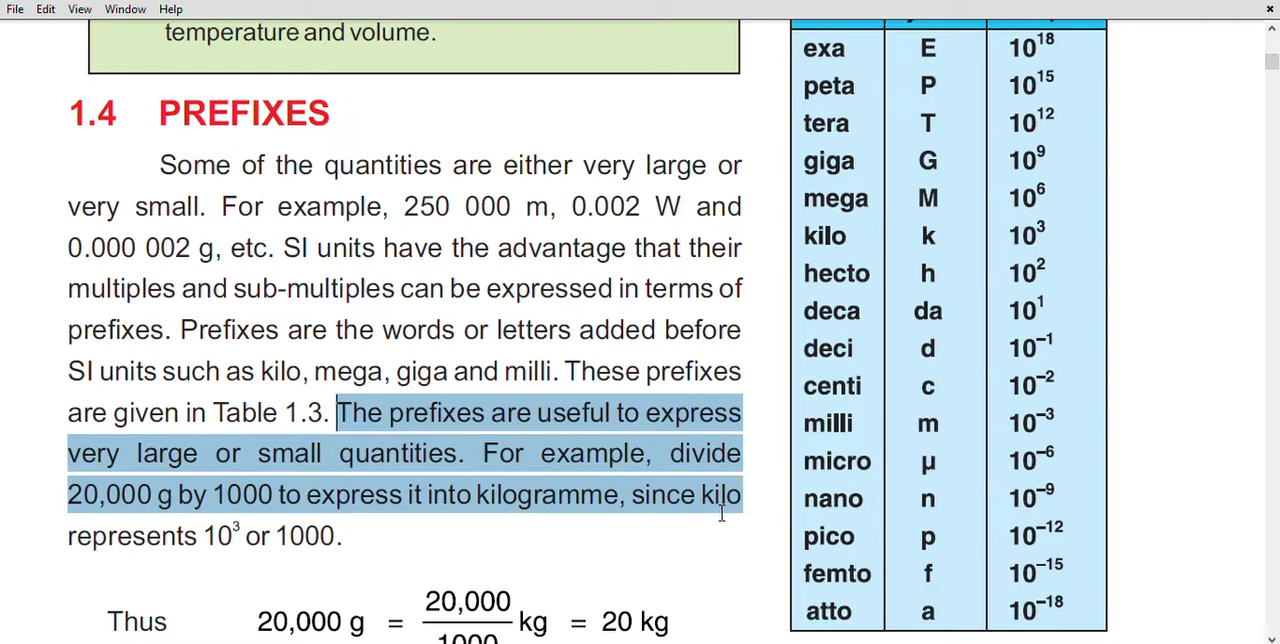 File Edit View Window Help
temperature and volume.
1.4 PREFIXES
Some of the quantities are either very large or
very small. For example, 250 000 m, 0.002 W and
0.000 002 g, etc. SI units have the advantage that their
multiples and sub-multiples can be expressed in terms of
prefixes. Prefixes are the words or letters added before
SI units such as kilo, mega, giga and milli. These prefixes
are given in Table 1.3. The prefixes are useful to express
very large or small quantities. For example, divide
20,000 g by 1000 to express it into kilogramme, since kilo
represents 10³ or 1000.
Thus 20,000 g = 20,000/1000 kg = 20 kg
exa E 10¹⁸
peta P 10¹⁵
tera T 10¹²
giga G 10⁹
mega M 10⁶
kilo k 10³
hecto h 10²
deca da 10¹
deci d 10⁻¹
centi c 10⁻²
milli m 10⁻³
micro µ 10⁻⁶
nano n 10⁻⁹
pico p 10⁻¹²
femto f 10⁻¹⁵
atto a 10⁻¹⁸